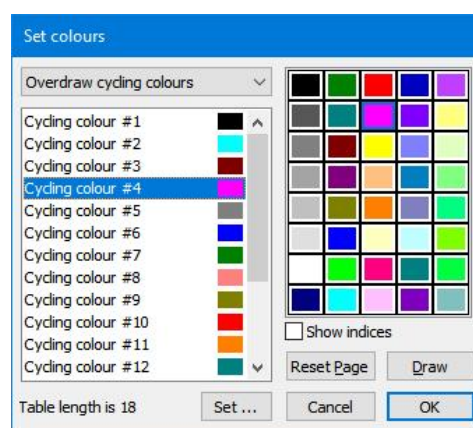 Set colours
Overdraw cycling colours
Cycling colour #1
Cycling colour #2
Cycling colour #3
Cycling colour #4
Cycling colour #5
Cycling colour #6
Cycling colour #7
Cycling colour #8
Cycling colour #9
Cycling colour #10
Cycling colour #11
Cycling colour #12
Table length is 18
Set ...
Show indices
Reset Page
Draw
Cancel
OK